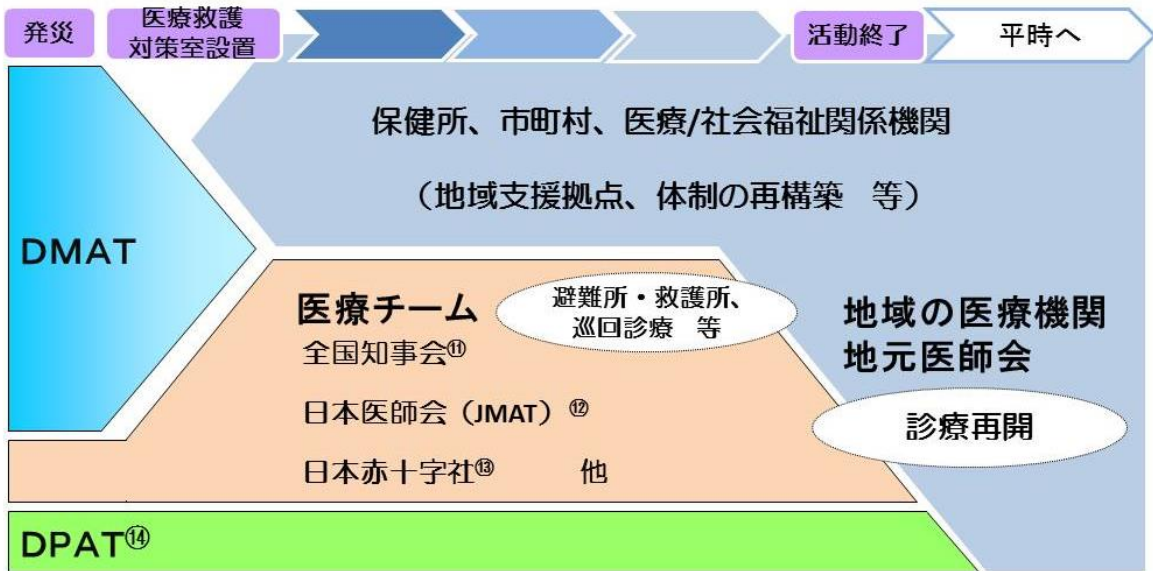 発災
医療救護
対策室設置
活動終了
平時へ
保健所、市町村、医療/社会福祉関係機関
（地域支援拠点、体制の再構築　等）
DMAT
医療チーム
避難所・救護所、
巡回診療　等
全国知事会⑪
日本医師会（JMAT）⑫
日本赤十字社⑬　　　他
地域の医療機関
地元医師会
診療再開
DPAT⑭